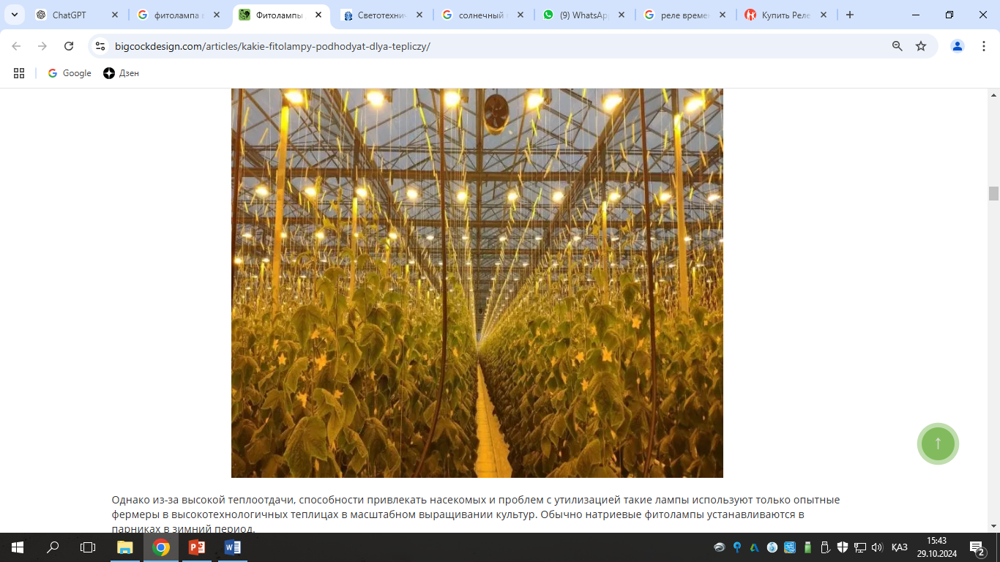 ChatGPT
фитолампа
Фитолампы
Светотехни
солнечный
(9) WhatsAp
реле време
Купить Реле
bigcockdesign.com/articles/kakie-fitolampy-podhodyat-dlya-tepliczy/
Google
Дзен
Однако из-за высокой теплоотдачи, способности привлекать насекомых и проблем с утилизацией такие лампы используют только опытные
фермеры в высокотехнологичных теплицах в масштабном выращивании культур. Обычно натриевые фитолампы устанавливаются в
парниках в зимний период.
ҚАЗ
15:43
29.10.2024
2